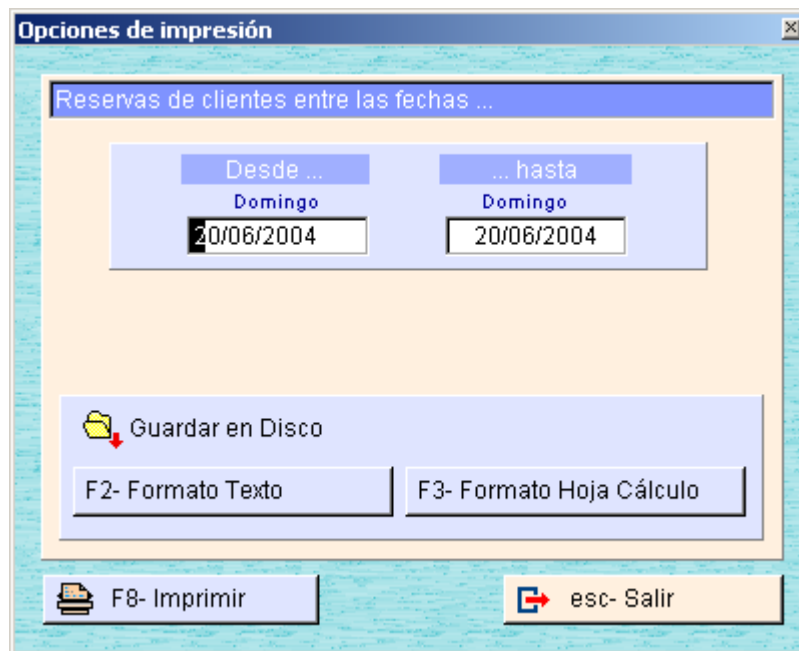 Opciones de impresión
Reservas de clientes entre las fechas ...
Desde ... ... hasta
Domingo Domingo
20/06/2004 20/06/2004
Guardar en Disco
F2- Formato Texto F3- Formato Hoja Cálculo
F8- Imprimir esc- Salir